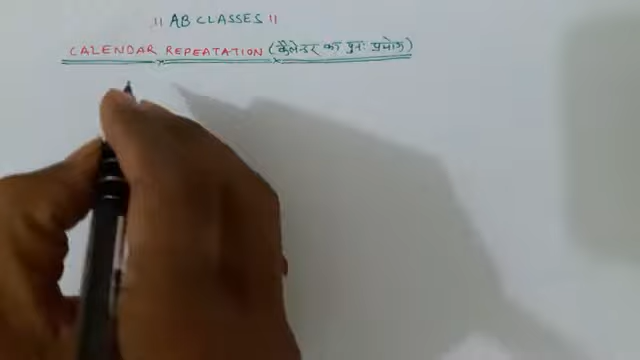 ॥ AB CLASSES ॥
CALENDAR REPEATATION (कैलेंडर का पुनः प्रयोग)